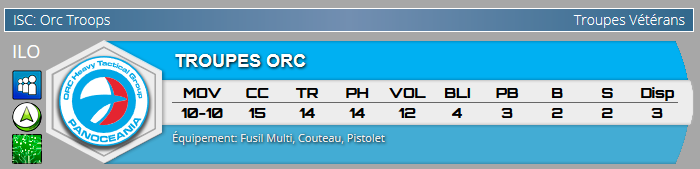 ISC: Orc Troops
Troupes Vétérans
ILO
ORC Heavy Tactical Group
PANOCEANIA
TROUPES ORC
MOV CC TR PH VOL BLI PB B S Disp
10-10 15 14 14 12 4 3 2 2 3
Équipement: Fusil Multi, Couteau, Pistolet